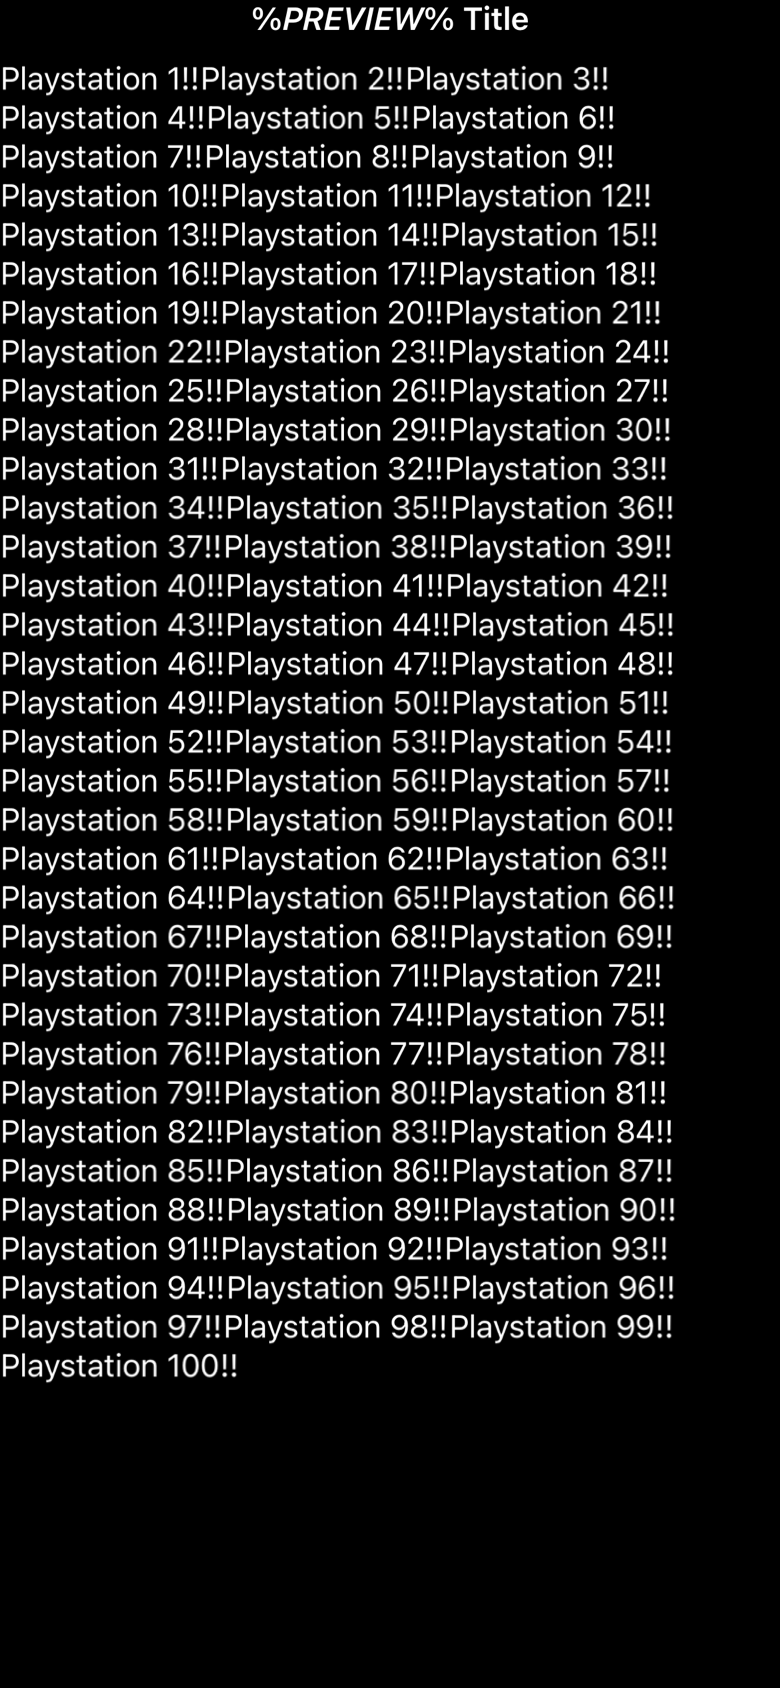 %PREVIEW% Title
Playstation 1!!Playstation 2!!Playstation 3!!
Playstation 4!!Playstation 5!!Playstation 6!!
Playstation 7!!Playstation 8!!Playstation 9!!
Playstation 10!!Playstation 11!!Playstation 12!!
Playstation 13!!Playstation 14!!Playstation 15!!
Playstation 16!!Playstation 17!!Playstation 18!!
Playstation 19!!Playstation 20!!Playstation 21!!
Playstation 22!!Playstation 23!!Playstation 24!!
Playstation 25!!Playstation 26!!Playstation 27!!
Playstation 28!!Playstation 29!!Playstation 30!!
Playstation 31!!Playstation 32!!Playstation 33!!
Playstation 34!!Playstation 35!!Playstation 36!!
Playstation 37!!Playstation 38!!Playstation 39!!
Playstation 40!!Playstation 41!!Playstation 42!!
Playstation 43!!Playstation 44!!Playstation 45!!
Playstation 46!!Playstation 47!!Playstation 48!!
Playstation 49!!Playstation 50!!Playstation 51!!
Playstation 52!!Playstation 53!!Playstation 54!!
Playstation 55!!Playstation 56!!Playstation 57!!
Playstation 58!!Playstation 59!!Playstation 60!!
Playstation 61!!Playstation 62!!Playstation 63!!
Playstation 64!!Playstation 65!!Playstation 66!!
Playstation 67!!Playstation 68!!Playstation 69!!
Playstation 70!!Playstation 71!!Playstation 72!!
Playstation 73!!Playstation 74!!Playstation 75!!
Playstation 76!!Playstation 77!!Playstation 78!!
Playstation 79!!Playstation 80!!Playstation 81!!
Playstation 82!!Playstation 83!!Playstation 84!!
Playstation 85!!Playstation 86!!Playstation 87!!
Playstation 88!!Playstation 89!!Playstation 90!!
Playstation 91!!Playstation 92!!Playstation 93!!
Playstation 94!!Playstation 95!!Playstation 96!!
Playstation 97!!Playstation 98!!Playstation 99!!
Playstation 100!!